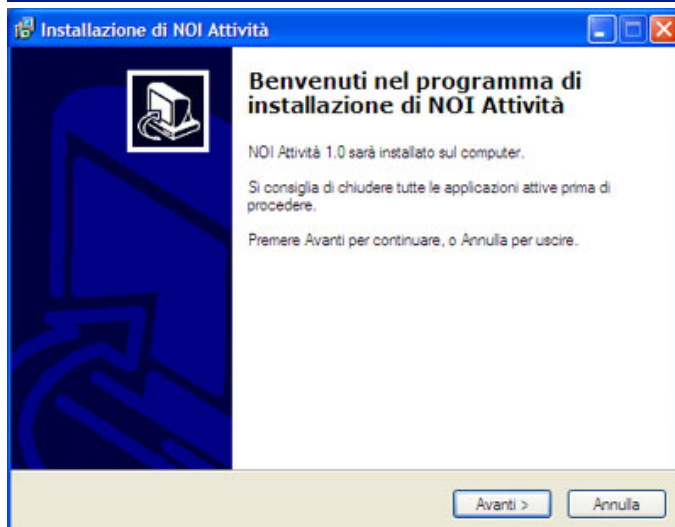 Installazione di NOI Attività
Benvenuti nel programma di
installazione di NOI Attività
NOI Attività 1.0 sarà installato sul computer.
Si consiglia di chiudere tutte le applicazioni attive prima di
procedere.
Premere Avanti per continuare, o Annulla per uscire.
Avanti >
Annulla